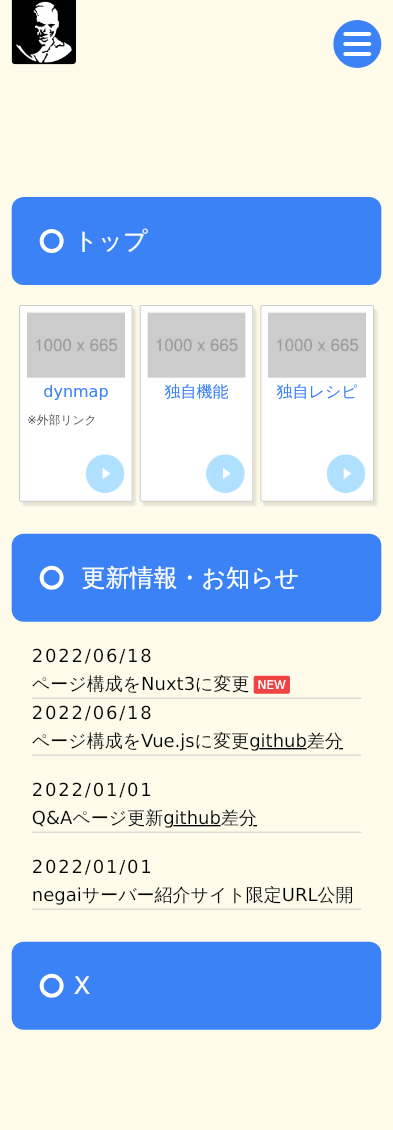 トップ
1000 x 665
1000 x 665
1000 x 665
dynmap
独自機能
独自レシピ
※外部リンク
更新情報・お知らせ
2022/06/18
ページ構成をNuxt3に変更 NEW
2022/06/18
ページ構成をVue.jsに変更github差分
2022/01/01
Q&Aページ更新github差分
2022/01/01
negaiサーバー紹介サイト限定URL公開
X